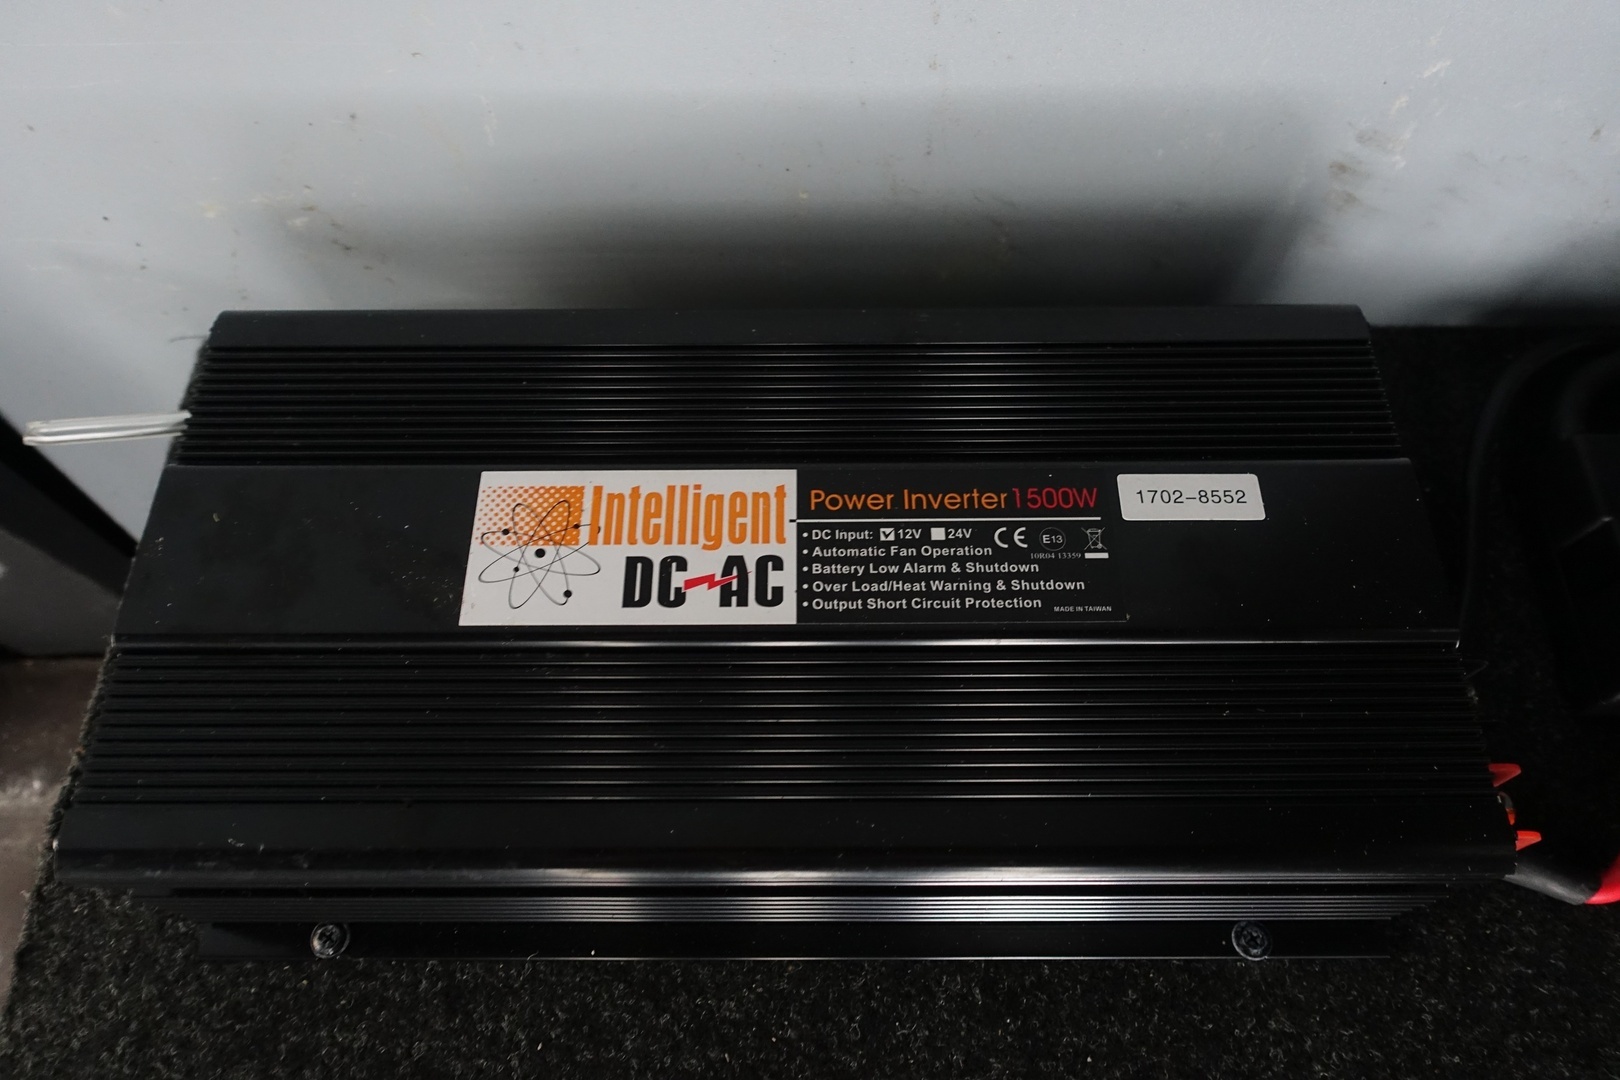 Intelligent
DC AC
Power Inverter 1500W
• DC Input: ☑ 12V ☐ 24V
CE
E13
10R04 13359
• Automatic Fan Operation
• Battery Low Alarm & Shutdown
• Over Load/Heat Warning & Shutdown
• Output Short Circuit Protection
MADE IN TAIWAN
1702-8552